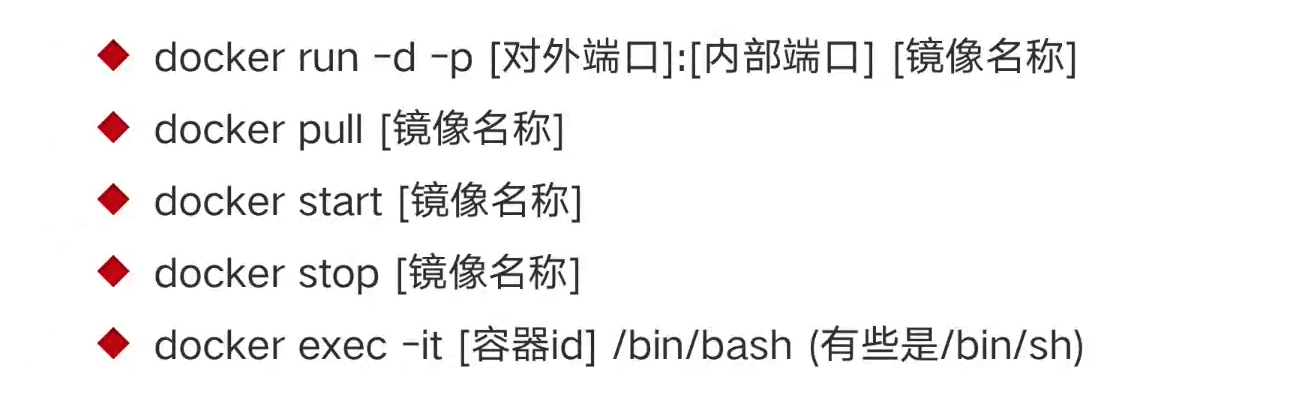 docker run -d -p [对外端口]:[内部端口] [镜像名称]
docker pull [镜像名称]
docker start [镜像名称]
docker stop [镜像名称]
docker exec -it [容器id] /bin/bash (有些是/bin/sh)